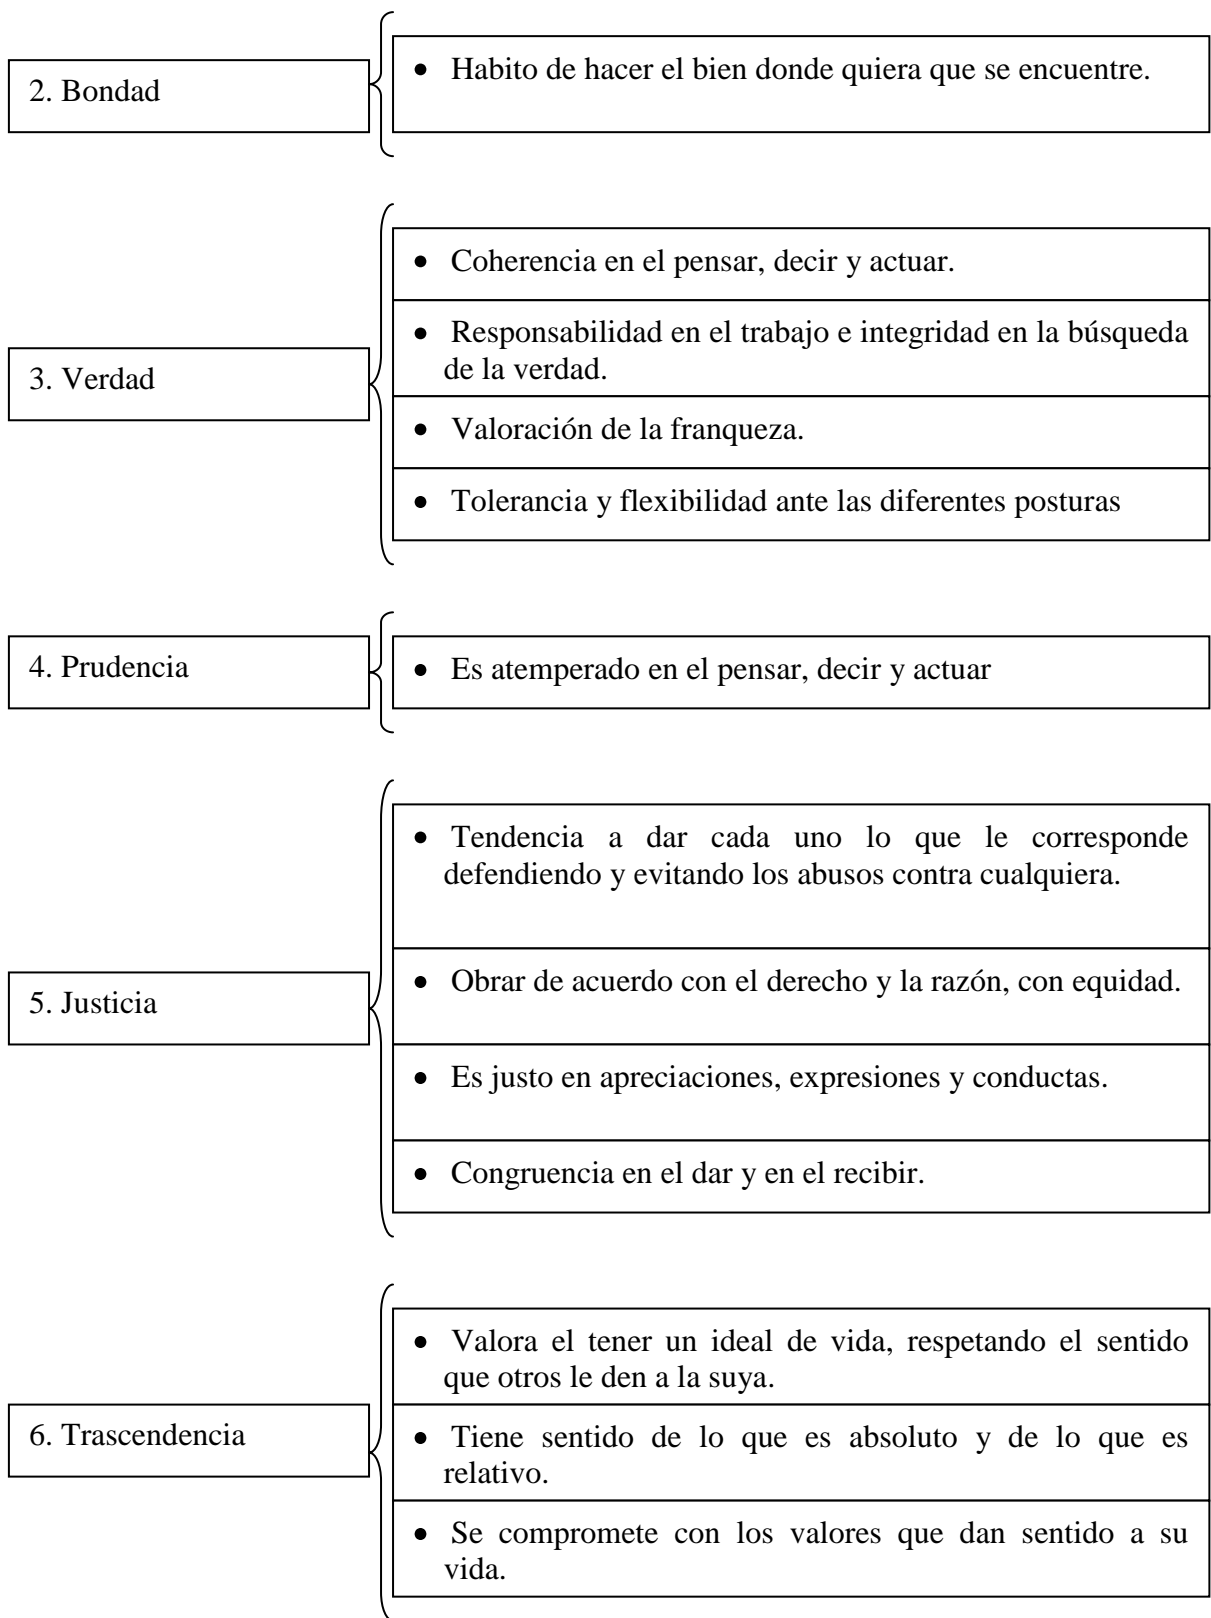 2. Bondad
• Habito de hacer el bien donde quiera que se encuentre.
3. Verdad
• Coherencia en el pensar, decir y actuar.
• Responsabilidad en el trabajo e integridad en la búsqueda
de la verdad.
• Valoración de la franqueza.
• Tolerancia y flexibilidad ante las diferentes posturas
4. Prudencia
• Es atemperado en el pensar, decir y actuar
5. Justicia
• Tendencia a dar cada uno lo que le corresponde
defendiendo y evitando los abusos contra cualquiera.
• Obrar de acuerdo con el derecho y la razón, con equidad.
• Es justo en apreciaciones, expresiones y conductas.
• Congruencia en el dar y en el recibir.
6. Trascendencia
• Valora el tener un ideal de vida, respetando el sentido
que otros le den a la suya.
• Tiene sentido de lo que es absoluto y de lo que es
relativo.
• Se compromete con los valores que dan sentido a su
vida.